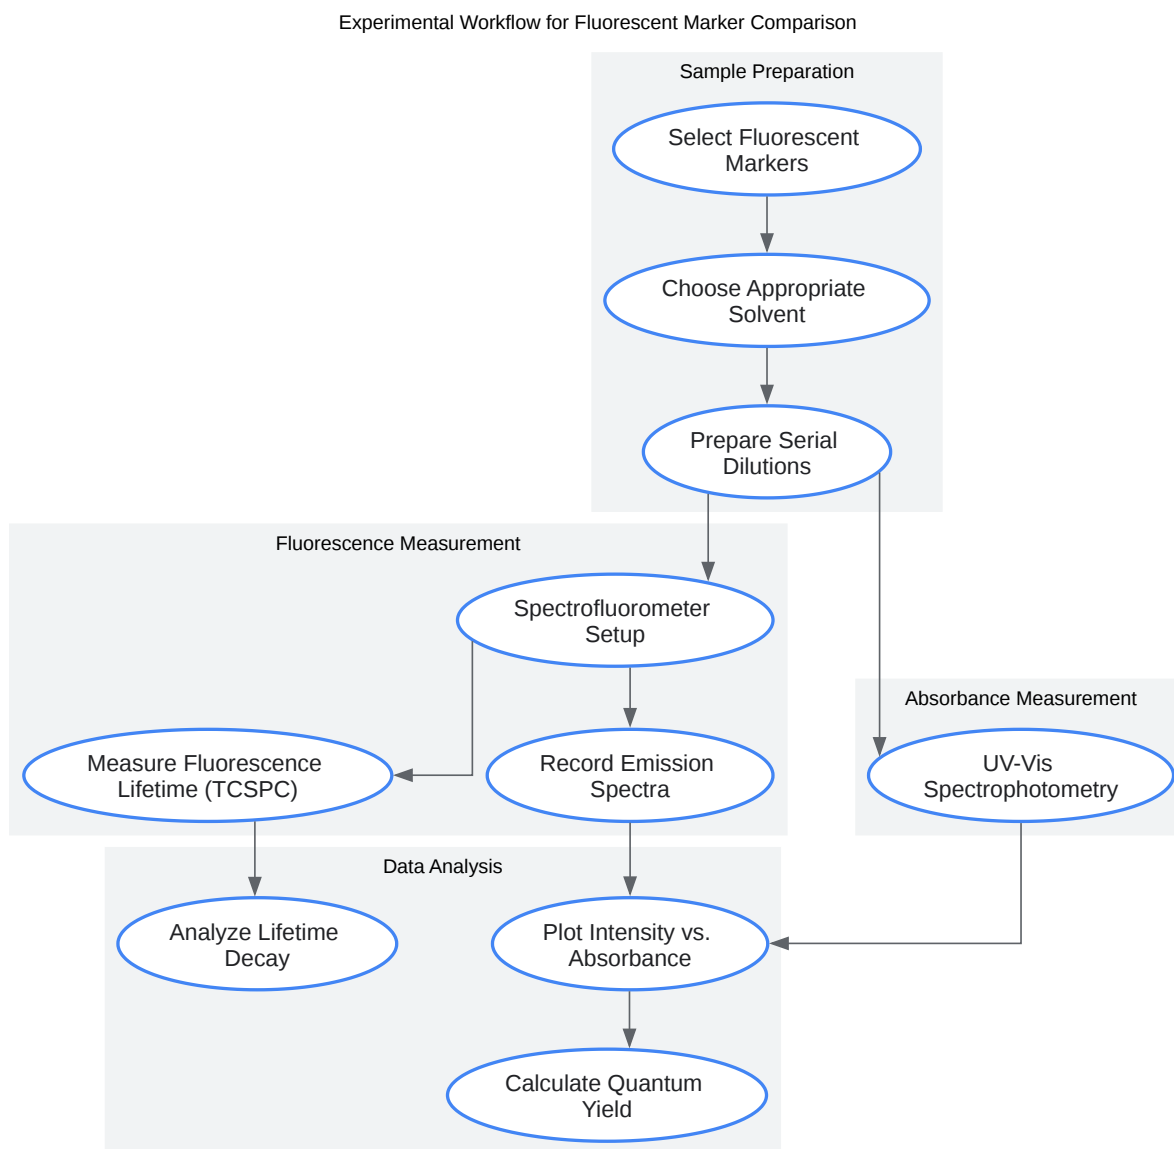 Experimental Workflow for Fluorescent Marker Comparison
Sample Preparation
Select Fluorescent
Markers
Choose Appropriate
Solvent
Prepare Serial
Dilutions
Fluorescence Measurement
Spectrofluorometer
Setup
Absorbance Measurement
Measure Fluorescence
Lifetime (TCSPC)
Record Emission
Spectra
UV-Vis
Spectrophotometry
Data Analysis
Analyze Lifetime
Decay
Plot Intensity vs.
Absorbance
Calculate Quantum
Yield